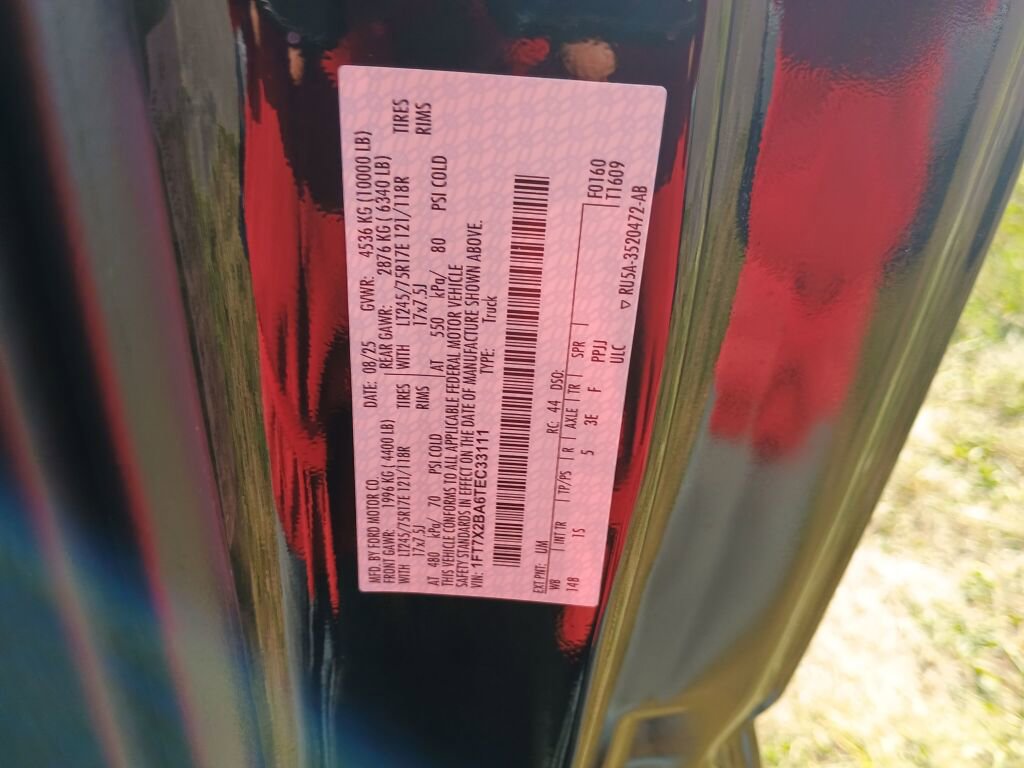 MFD. BY FORD MOTOR CO.
DATE: 08/25 GVWR: 4536 KG (10000 LB)
FRONT GAWR: 1996 KG (4400 LB) REAR GAWR: 2876 KG (6340 LB)
WITH LT245/75R17E 121/118R TIRES WITH LT245/75R17E 121/118R TIRES
17x7.5J RIMS 17x7.5J RIMS
AT 480 kPa/ 70 PSI COLD AT 550 kPa/ 80 PSI COLD
THIS VEHICLE CONFORMS TO ALL APPLICABLE FEDERAL MOTOR VEHICLE
SAFETY STANDARDS IN EFFECT ON THE DATE OF MANUFACTURE SHOWN ABOVE.
VIN: 1FT7X2BA6TEC33111 TYPE: Truck
F0160
T1609
EXT PNT: UM RC: 44 DSO:
WB INT TR TP/PS R AXLE TR SPR
148 15 5 3E F PPJJ
ULC
▽ RU5A-3520472-AB